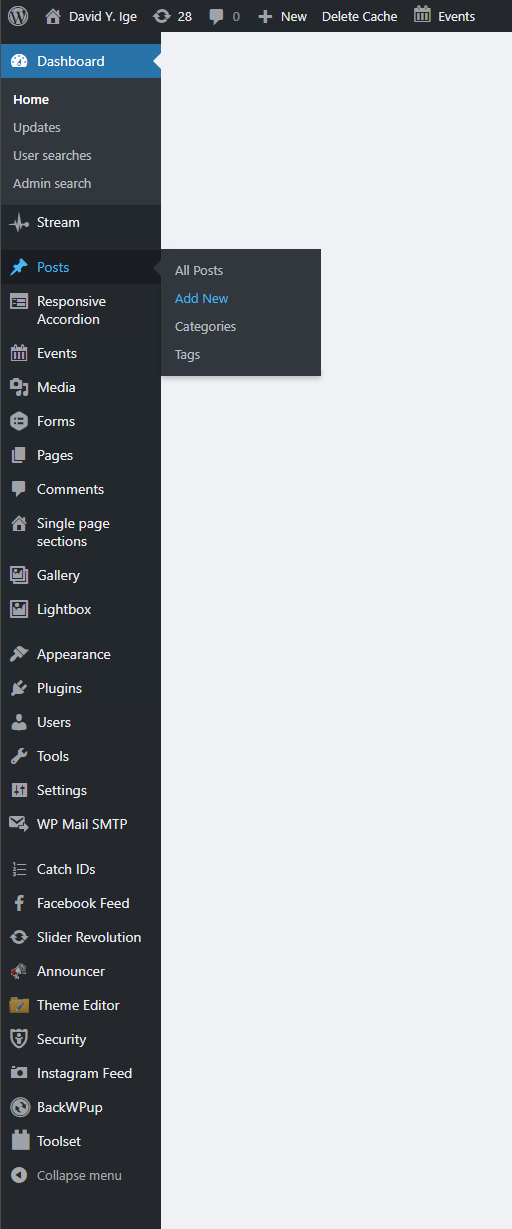 David Y. Ige 28 0 New Delete Cache Events
Dashboard
Home
Updates
User searches
Admin search
Stream
Posts
All Posts
Add New
Categories
Tags
Responsive
Accordion
Events
Media
Forms
Pages
Comments
Single page
sections
Gallery
Lightbox
Appearance
Plugins
Users
Tools
Settings
WP Mail SMTP
Catch IDs
Facebook Feed
Slider Revolution
Announcer
Theme Editor
Security
Instagram Feed
BackWPup
Toolset
Collapse menu